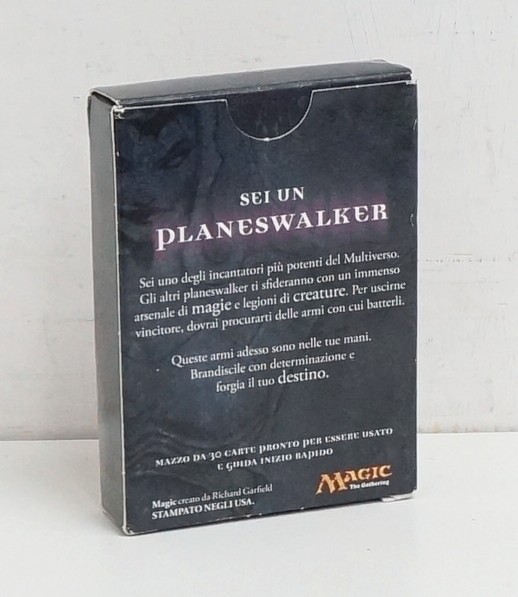 SEI UN
PLANESWALKER
Sei uno degli incantatori più potenti del Multiverso.
Gli altri planeswalker ti sfideranno con un immenso
arsenale di magie e legioni di creature. Per uscirne
vincitore, dovrai procurarti delle armi con cui batterli.
Queste armi adesso sono nelle tue mani.
Brandiscile con determinazione e
forgia il tuo destino.
MAZZO DA 30 CARTE PRONTO PER ESSERE USATO
E GUIDA INIZIO RAPIDO
Magic creato da Richard Garfield
STAMPATO NEGLI USA.
MAGIC
The Gathering